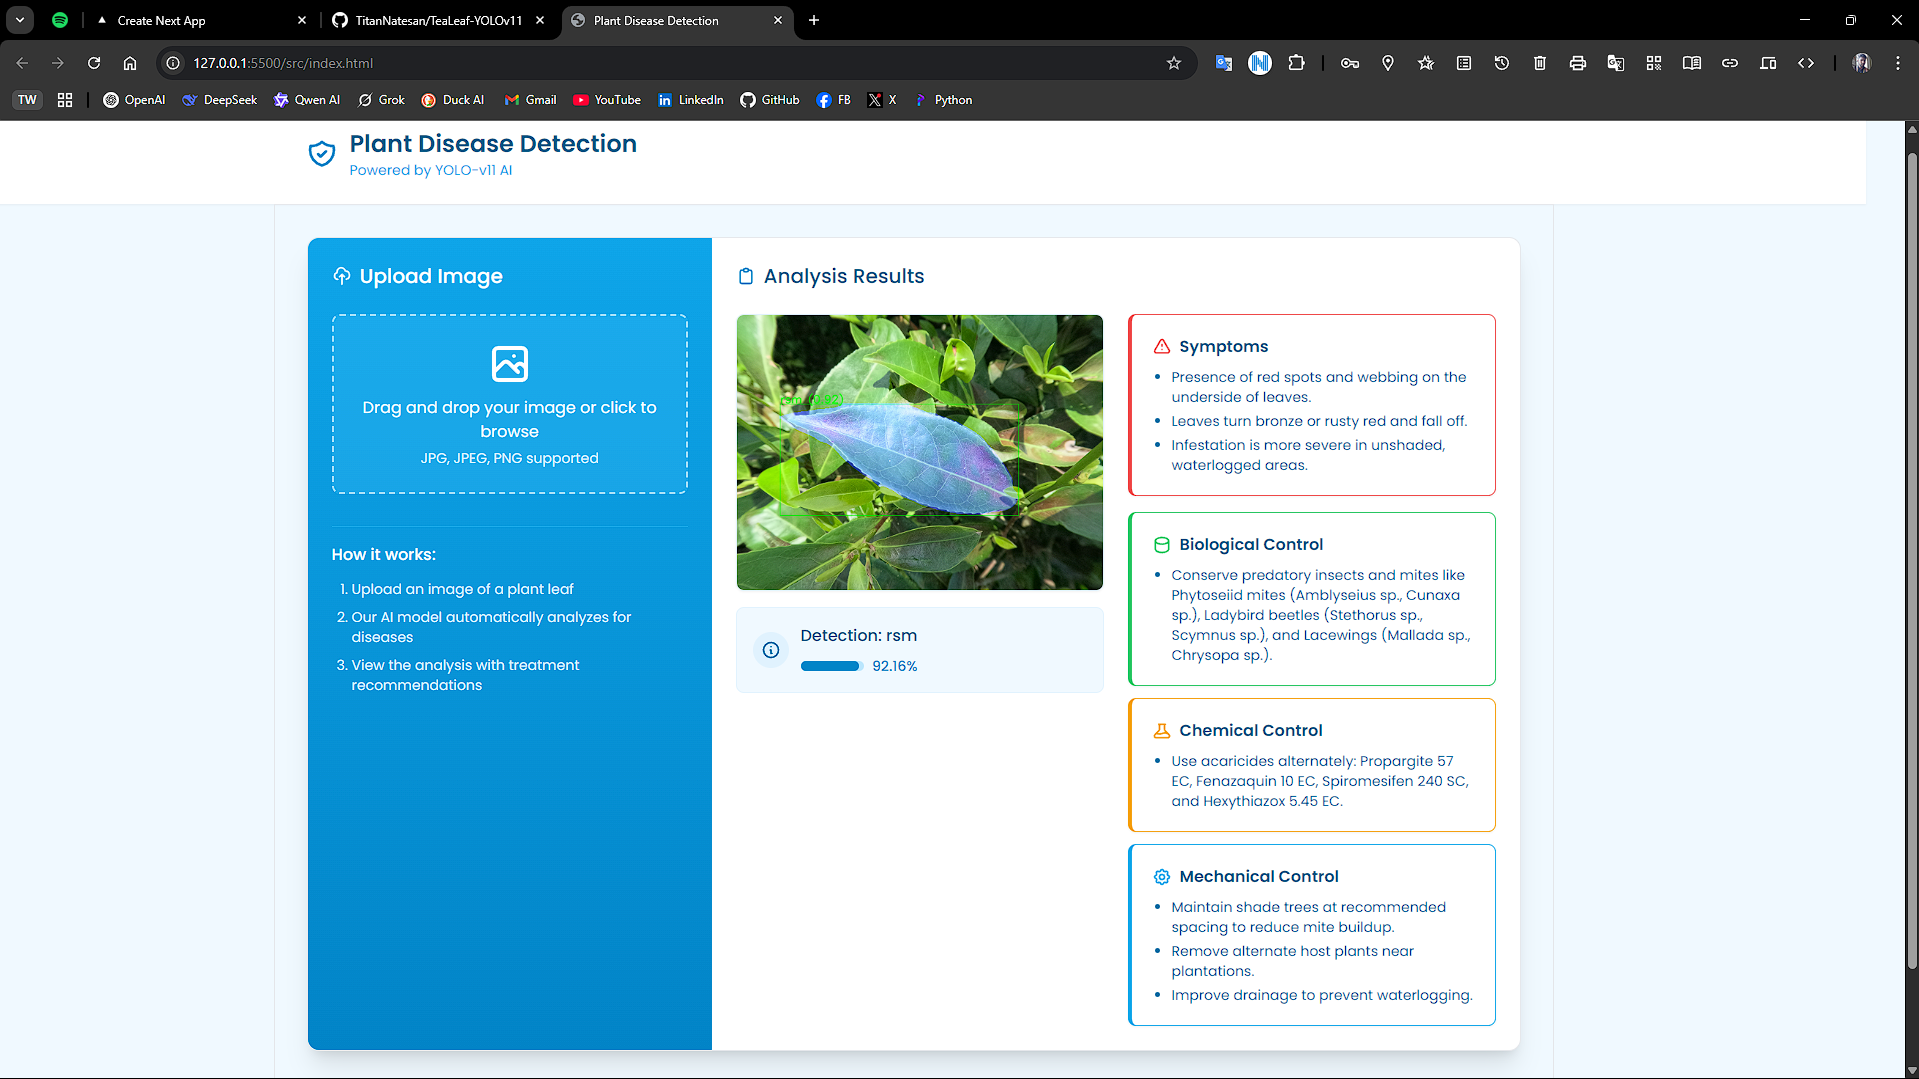 Create Next App
TitanNatesan/TeaLeaf-YOLOv11
Plant Disease Detection
127.0.0.1:5500/src/index.html
TW
OpenAI
DeepSeek
Qwen AI
Grok
Duck AI
Gmail
YouTube
LinkedIn
GitHub
FB
X
Python
Plant Disease Detection
Powered by YOLO-v11 AI
Upload Image
Drag and drop your image or click to
browse
JPG, JPEG, PNG supported
How it works:
1. Upload an image of a plant leaf
2. Our AI model automatically analyzes for
diseases
3. View the analysis with treatment
recommendations
Analysis Results
Detection: rsm
92.16%
Symptoms
• Presence of red spots and webbing on the
underside of leaves.
• Leaves turn bronze or rusty red and fall off.
• Infestation is more severe in unshaded,
waterlogged areas.
Biological Control
• Conserve predatory insects and mites like
Phytoseiid mites (Amblyseius sp., Cunaxa
sp.), Ladybird beetles (Stethorus sp.,
Scymnus sp.), and Lacewings (Mallada sp.,
Chrysopa sp.).
Chemical Control
• Use acaricides alternately: Propargite 57
EC, Fenazaquin 10 EC, Spiromesifen 240 SC,
and Hexythiazox 5.45 EC.
Mechanical Control
• Maintain shade trees at recommended
spacing to reduce mite buildup.
• Remove alternate host plants near
plantations.
• Improve drainage to prevent waterlogging.